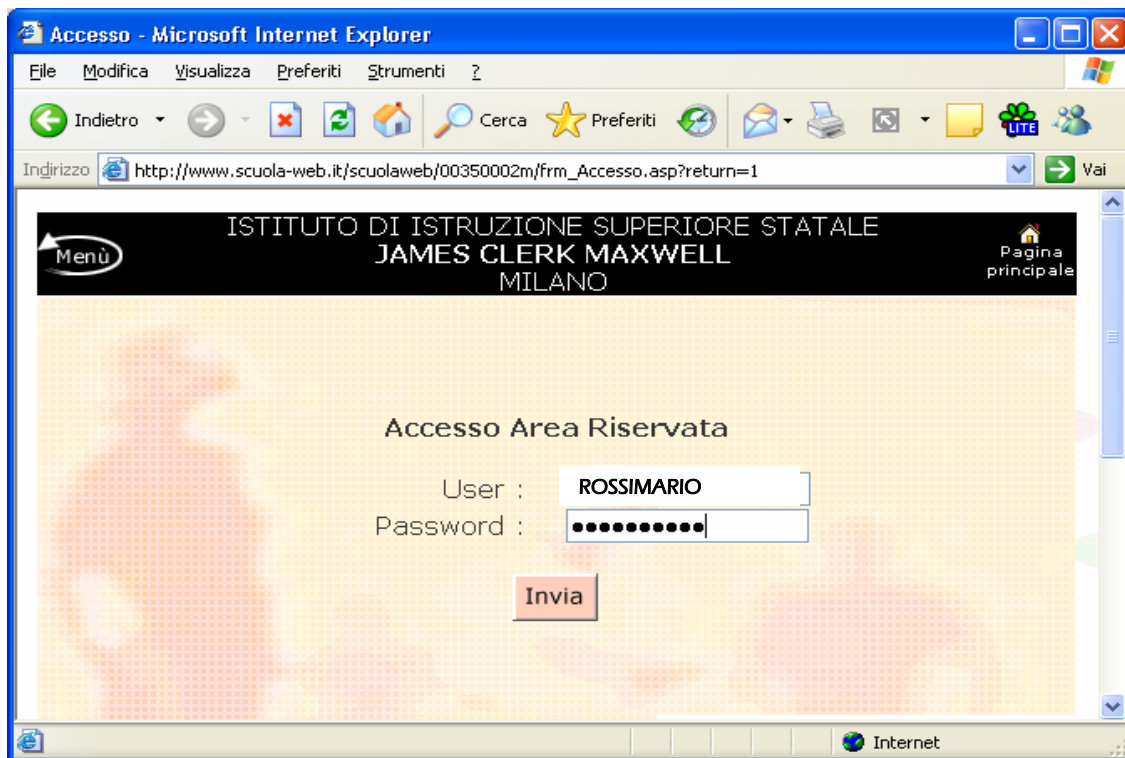 Accesso - Microsoft Internet Explorer
File Modifica Visualizza Preferiti Strumenti ?
Indietro Cerca Preferiti LITE
Indirizzo http://www.scuola-web.it/scuolaweb/00350002m/frm_Accesso.asp?return=1 Vai
Menù
ISTITUTO DI ISTRUZIONE SUPERIORE STATALE
JAMES CLERK MAXWELL
MILANO
Pagina
principale
Accesso Area Riservata
User : ROSSIMARIO
Password : ••••••••••
Invia
Internet